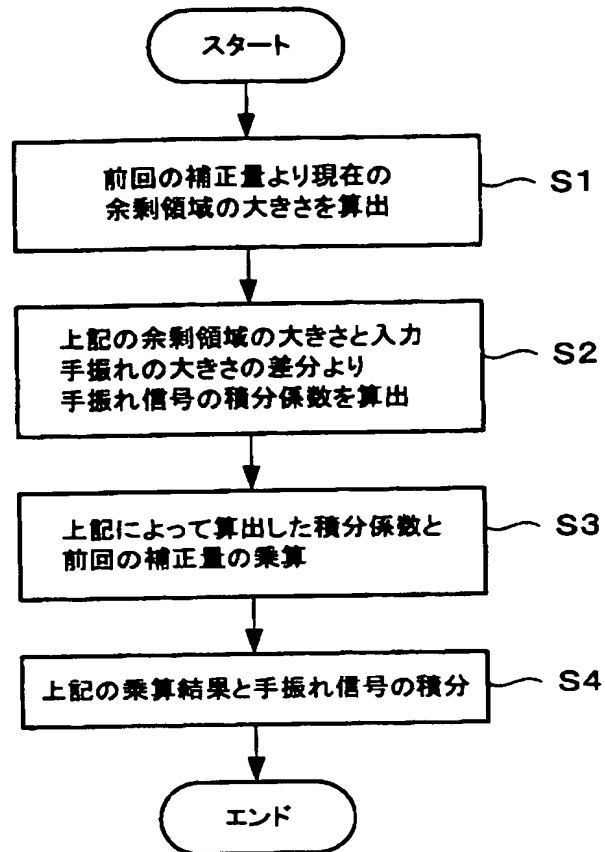 スタート
前回の補正量より現在の
余剰領域の大きさを算出
S1
上記の余剰領域の大きさと入力
手振れの大きさの差分より
手振れ信号の積分係数を算出
S2
上記によって算出した積分係数と
前回の補正量の乗算
S3
上記の乗算結果と手振れ信号の積分
S4
エンド